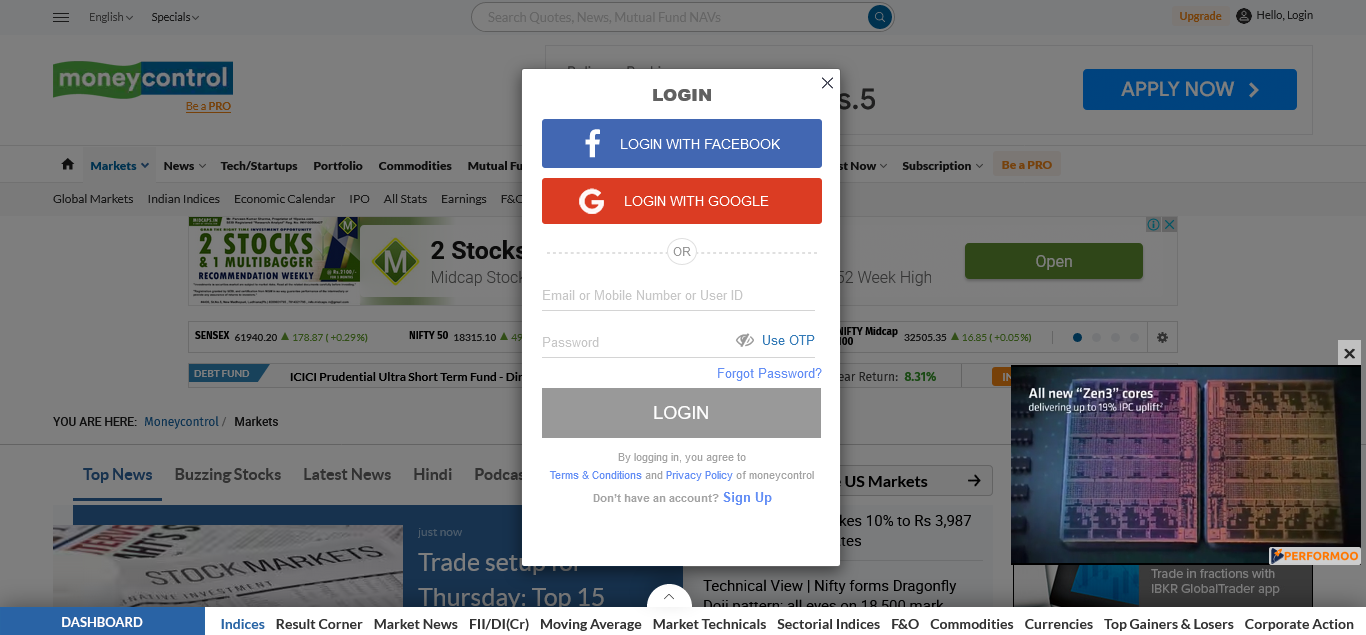 English
Specials
Search Quotes, News, Mutual Fund NAVs
Upgrade
Hello, Login
moneycontrol
Be a PRO
s.5
APPLY NOW
LOGIN
LOGIN WITH FACEBOOK
LOGIN WITH GOOGLE
OR
Email or Mobile Number or User ID
Password
Use OTP
Forgot Password?
LOGIN
By logging in, you agree to
Terms & Conditions and Privacy Policy of moneycontrol
Don't have an account? Sign Up
Markets
News
Tech/Startups
Portfolio
Commodities
Mutual Fu
st Now
Subscription
Be a PRO
Global Markets
Indian Indices
Economic Calendar
IPO
All Stats
Earnings
F&O
2 STOCKS
& 1 MULTIBAGGER
RECOMMENDATION WEEKLY
M
2 Stocks
Midcap Stock
52 Week High
Open
SENSEX 61940.20 178.87 ( +0.29%)
NIFTY 50 18315.10
NIFTY Midcap
100
32505.35 16.85 (+0.05%)
DEBT FUND
ICICI Prudential Ultra Short Term Fund - Dir
ear Return: 8.31%
IN
YOU ARE HERE: Moneycontrol / Markets
Top News
Buzzing Stocks
Latest News
Hindi
Podca
e US Markets
STOCK MARKETS
just now
Trade setup for
Thursday: Top 15
kes 10% to Rs 3,987
tes
Technical View | Nifty forms Dragonfly
Doji pattern; all eyes on 18,500 mark
All new “Zen3” cores
delivering up to 19% IPC uplift
PERFORMOO
Trade in fractions with
IBKR GlobalTrader app
DASHBOARD
Indices
Result Corner
Market News
FII/DI(Cr)
Moving Average
Market Technicals
Sectorial Indices
F&O
Commodities
Currencies
Top Gainers & Losers
Corporate Action